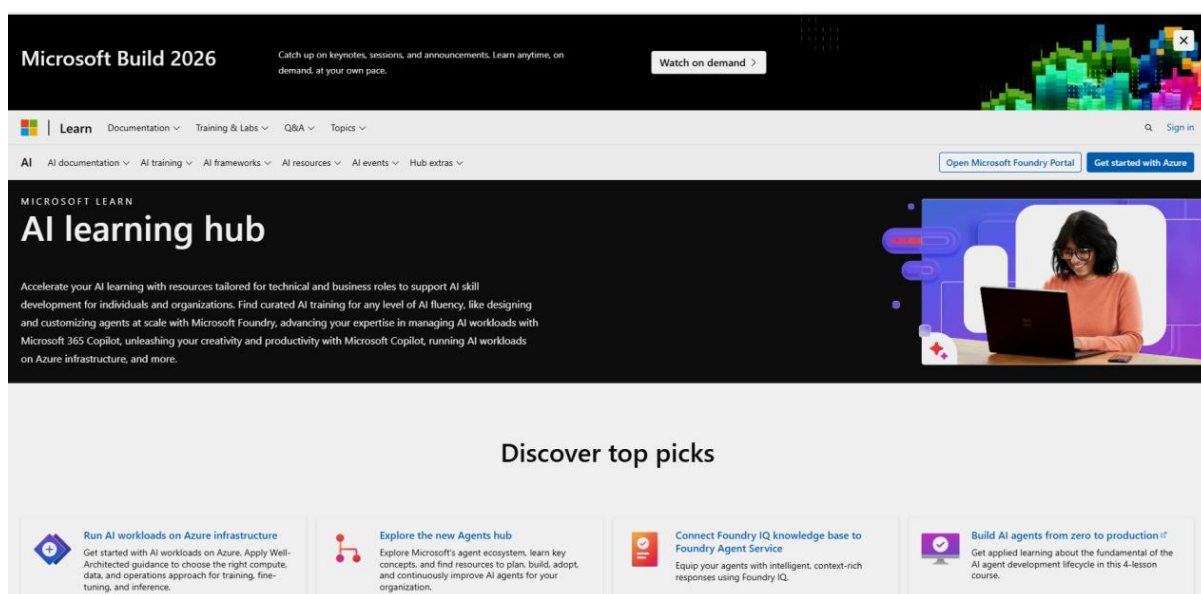 Microsoft Build 2026
Catch up on keynotes, sessions, and announcements. Learn anytime, on
demand, at your own pace.
Watch on demand
Learn
Documentation
Training & Labs
Q&A
Topics
Sign in
AI
AI documentation
AI training
AI frameworks
AI resources
AI events
Hub extras
Open Microsoft Foundry Portal
Get started with Azure
MICROSOFT LEARN
AI learning hub
Accelerate your AI learning with resources tailored for technical and business roles to support AI skill
development for individuals and organizations. Find curated AI training for any level of AI fluency, like designing
and customizing agents at scale with Microsoft Foundry, advancing your expertise in managing AI workloads with
Microsoft 365 Copilot, unleashing your creativity and productivity with Microsoft Copilot, running AI workloads
on Azure infrastructure, and more.
Discover top picks
Run AI workloads on Azure infrastructure
Get started with AI workloads on Azure. Apply Well-
Architected guidance to choose the right compute,
data, and operations approach for training, fine-
tuning, and inference.
Explore the new Agents hub
Explore Microsoft's agent ecosystem, learn key
concepts, and find resources to plan, build, adopt,
and continuously improve AI agents for your
organization.
Connect Foundry IQ knowledge base to
Foundry Agent Service
Equip your agents with intelligent, context-rich
responses using Foundry IQ.
Build AI agents from zero to production
Get applied learning about the fundamental of the
AI agent development lifecycle in this 4-lesson
course.